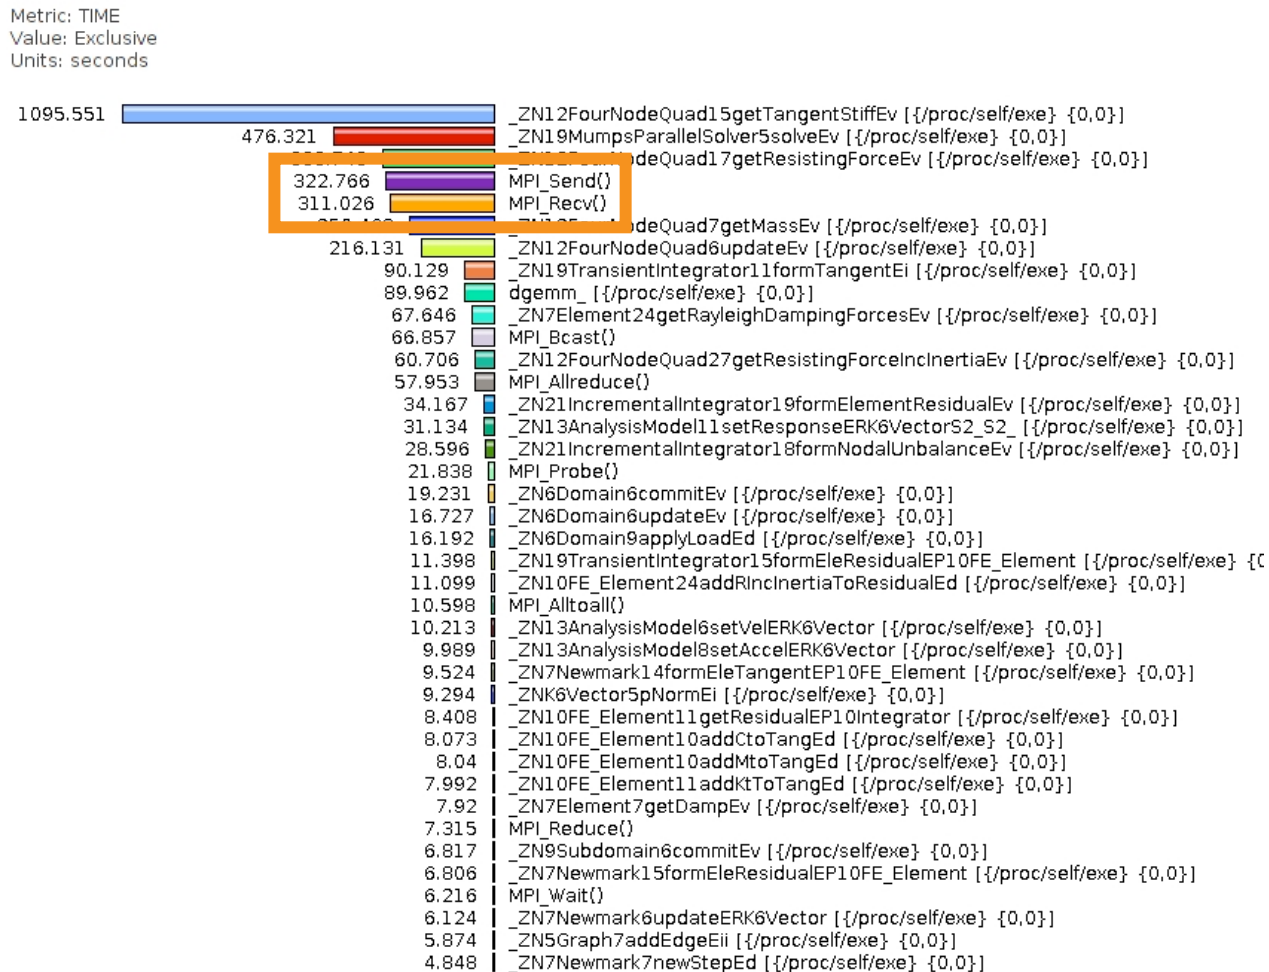 Metric: TIME
Value: Exclusive
Units: seconds
1095.551 _ZN12FourNodeQuad15getTangentStiffEv [{/proc/self/exe} {0,0}]
476.321 _ZN19MumpsParallelSolver5solveEv [{/proc/self/exe} {0,0}]
NodeQuad17getResistingForceEv [{/proc/self/exe} {0,0}]
322.766 MPI_Send()
311.026 MPI_Recv()
deQuad7getMassEv [{/proc/self/exe} {0,0}]
216.131 _ZN12FourNodeQuad6updateEv [{/proc/self/exe} {0,0}]
90.129 _ZN19TransientIntegrator11formTangentEi [{/proc/self/exe} {0,0}]
89.962 dgemm_ [{/proc/self/exe} {0,0}]
67.646 _ZN7Element24getRayleighDampingForcesEv [{/proc/self/exe} {0,0}]
66.857 MPI_Bcast()
60.706 _ZN12FourNodeQuad27getResistingForceIncInertiaEv [{/proc/self/exe} {0,0}]
57.953 MPI_Allreduce()
34.167 _ZN21IncrementalIntegrator19formElementResidualEv [{/proc/self/exe} {0,0}]
31.134 _ZN13AnalysisModel11setResponseERK6VectorS2_S2_ [{/proc/self/exe} {0,0}]
28.596 _ZN21IncrementalIntegrator18formNodalUnbalanceEv [{/proc/self/exe} {0,0}]
21.838 MPI_Probe()
19.231 _ZN6Domain6commitEv [{/proc/self/exe} {0,0}]
16.727 _ZN6Domain6updateEv [{/proc/self/exe} {0,0}]
16.192 _ZN6Domain9applyLoadEd [{/proc/self/exe} {0,0}]
11.398 _ZN19TransientIntegrator15formEleResidualEP10FE_Element [{/proc/self/exe} {0
11.099 _ZN10FE_Element24addRIncInertiaToResidualEd [{/proc/self/exe} {0,0}]
10.598 MPI_Alltoall()
10.213 _ZN13AnalysisModel6setVelERK6Vector [{/proc/self/exe} {0,0}]
9.989 _ZN13AnalysisModel8setAccelERK6Vector [{/proc/self/exe} {0,0}]
9.524 _ZN7Newmark14formEleTangentEP10FE_Element [{/proc/self/exe} {0,0}]
9.294 _ZNK6Vector5pNormEi [{/proc/self/exe} {0,0}]
8.408 _ZN10FE_Element11getResidualEP10Integrator [{/proc/self/exe} {0,0}]
8.073 _ZN10FE_Element10addCtoTangEd [{/proc/self/exe} {0,0}]
8.04 _ZN10FE_Element10addMtoTangEd [{/proc/self/exe} {0,0}]
7.992 _ZN10FE_Element11addKtToTangEd [{/proc/self/exe} {0,0}]
7.92 _ZN7Element7getDampEv [{/proc/self/exe} {0,0}]
7.315 MPI_Reduce()
6.817 _ZN9Subdomain6commitEv [{/proc/self/exe} {0,0}]
6.806 _ZN7Newmark15formEleResidualEP10FE_Element [{/proc/self/exe} {0,0}]
6.216 MPI_Wait()
6.124 _ZN7Newmark6updateERK6Vector [{/proc/self/exe} {0,0}]
5.874 _ZN5Graph7addEdgeEii [{/proc/self/exe} {0,0}]
4.848 _ZN7Newmark7newStepEd [{/proc/self/exe} {0,0}]